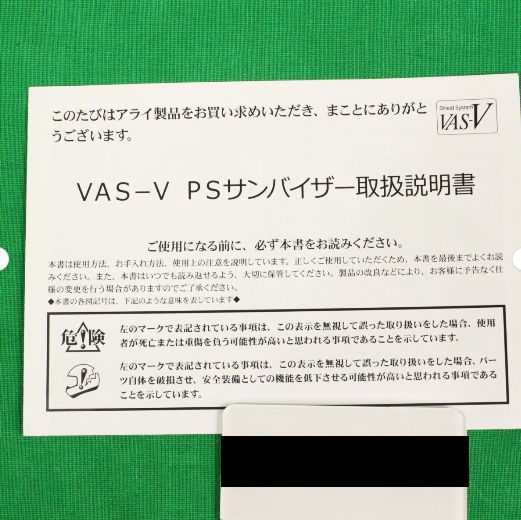 このたびはアライ製品をお買い求めいただき、まことにありがと
うございます。
Shield System
VAS-V
VAS−V PSサンバイザー取扱説明書
ご使用になる前に、必ず本書をお読みください。
本書は使用方法、お手入れ方法、使用上の注意を説明しています。正しくご使用していただくため、本書を最後までよくお読
みください。また、本書はいつでも読み返せるよう、大切に保管してください。製品の改良などにより、お客様に予告なく仕
様の変更を行う場合がありますのでご了承ください。
◆本書の各図記号は、下記のような意味を表しています◆
危険
左のマークで表記されている事項は、この表示を無視して誤った取り扱いをした場合、使用
者が死亡または重傷を負う可能性が高いと思われる事項であることを示しています。
左のマークで表記されている事項は、この表示を無視して誤った取り扱いをした場合、パー
ツ自体を破損させ、安全装備としての機能を低下させる可能性が高いと思われる事項である
ことを示しています。